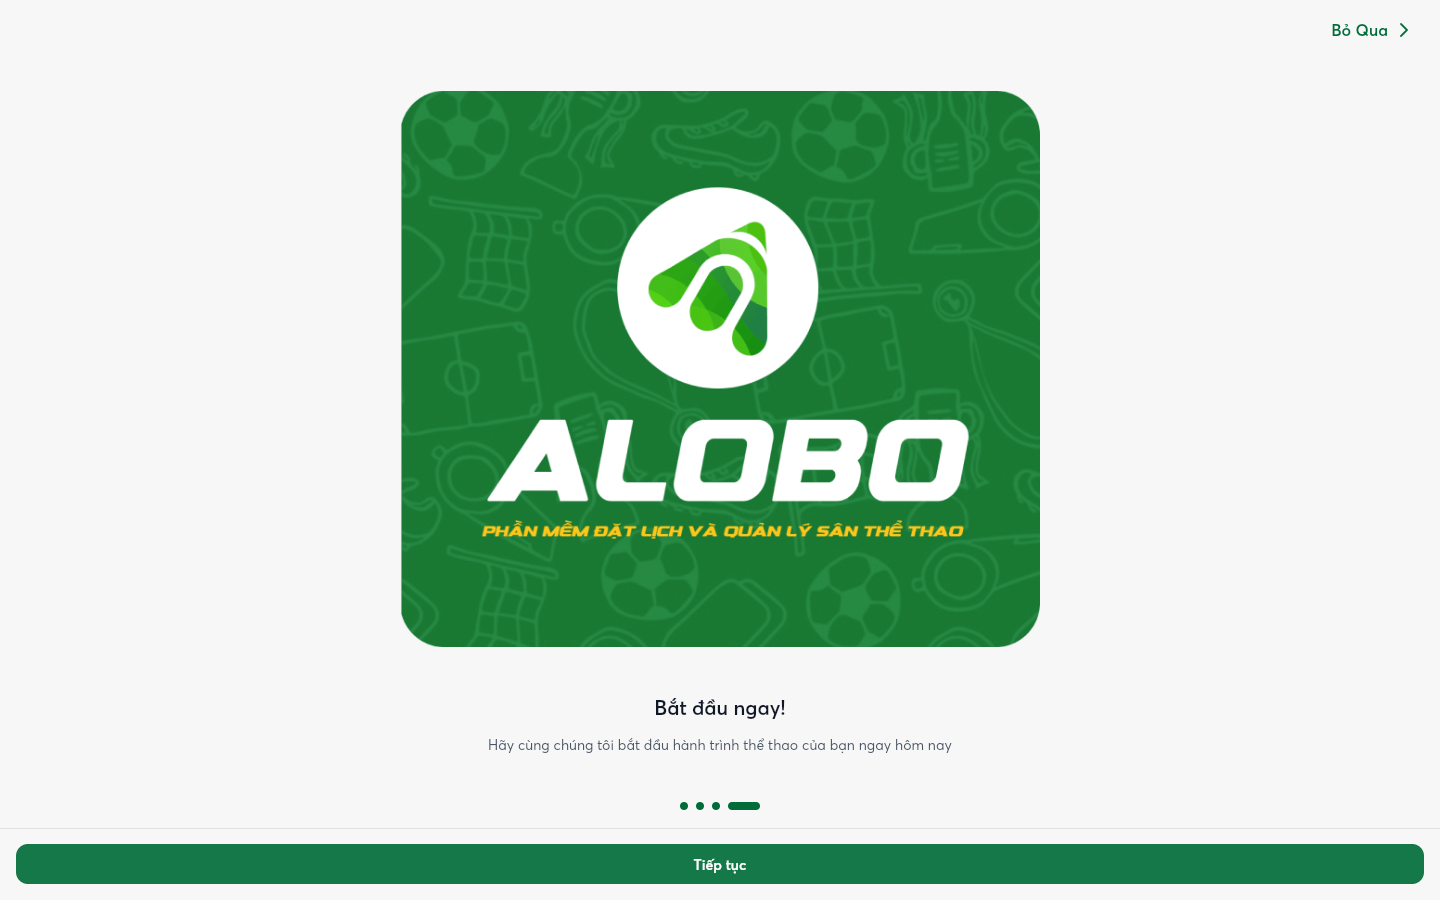 Bỏ Qua
ALOBO
PHẦN MỀM ĐẶT LỊCH VÀ QUẢN LÝ SÂN THỂ THAO
Bắt đầu ngay!
Hãy cùng chúng tôi bắt đầu hành trình thể thao của bạn ngay hôm nay
Tiếp tục